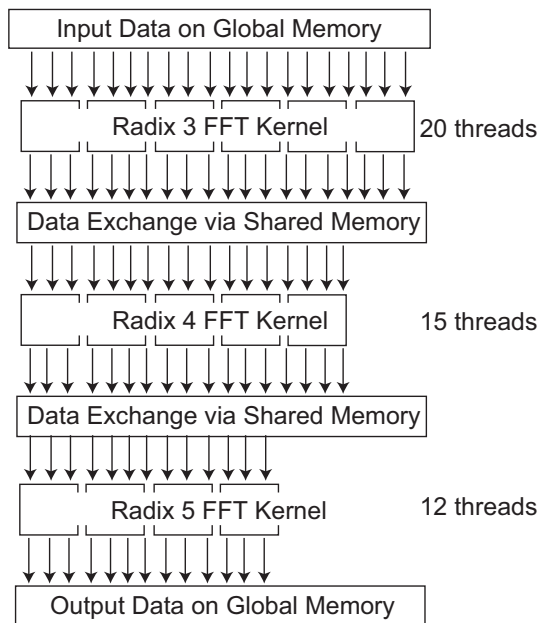 Input Data on Global Memory
Radix 3 FFT Kernel
20 threads
Data Exchange via Shared Memory
Radix 4 FFT Kernel
15 threads
Data Exchange via Shared Memory
Radix 5 FFT Kernel
12 threads
Output Data on Global Memory